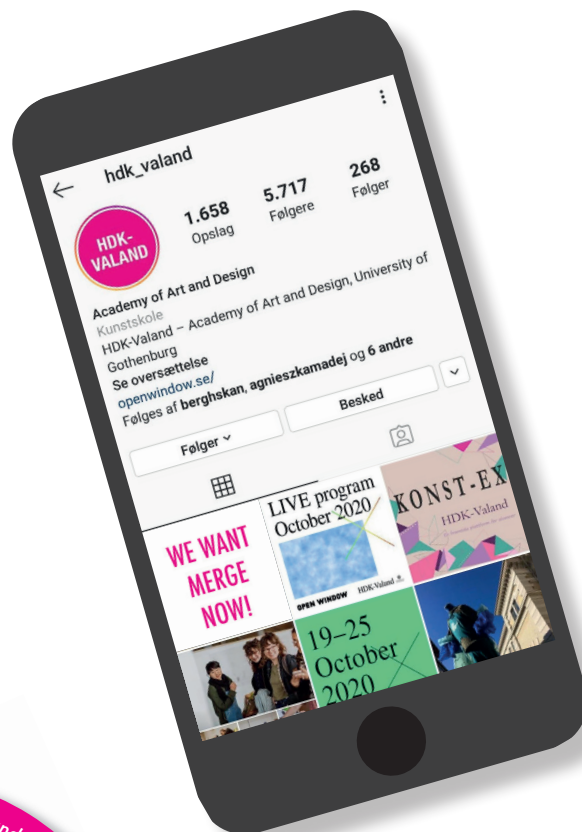 hdk_valand
HDK-
VALAND
1.658
Opslag
5.717
Følgere
268
Følger
Academy of Art and Design
Kunstskole
HDK-Valand – Academy of Art and Design, University of
Gothenburg
Se oversættelse
openwindow.se/
Følges af berghskan, agnieszkamadej og 6 andre
Følger
Besked
WE WANT
MERGE
NOW!
LIVE program
October 2020
OPEN WINDOW
HDK-Valand
KONST-EX
HDK-Valand
19–25
October
2020